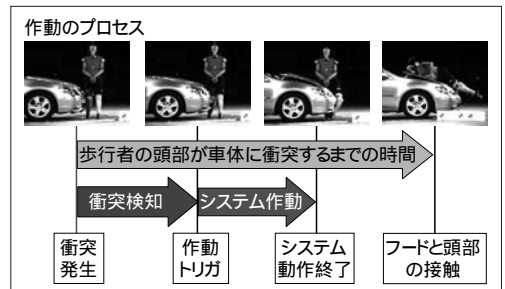 作動のプロセス
歩行者の頭部が車体に衝突するまでの時間
衝突検知
システム作動
衝突
発生
作動
トリガ
システム
動作終了
フードと頭部
の接触